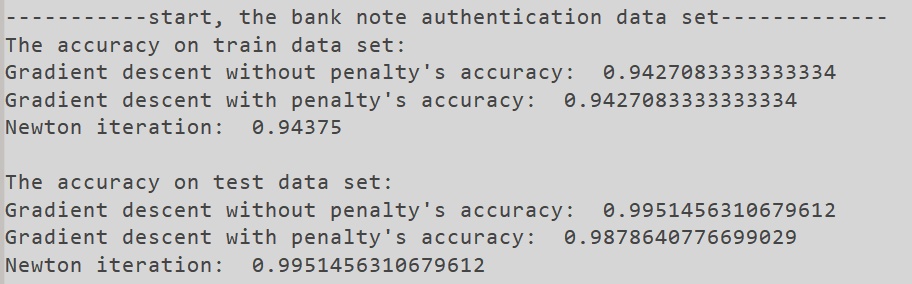 -----------start, the bank note authentication data set-------------
The accuracy on train data set:
Gradient descent without penalty's accuracy:  0.9427083333333334
Gradient descent with penalty's accuracy:  0.9427083333333334
Newton iteration:  0.94375

The accuracy on test data set:
Gradient descent without penalty's accuracy:  0.9951456310679612
Gradient descent with penalty's accuracy:  0.9878640776699029
Newton iteration:  0.9951456310679612